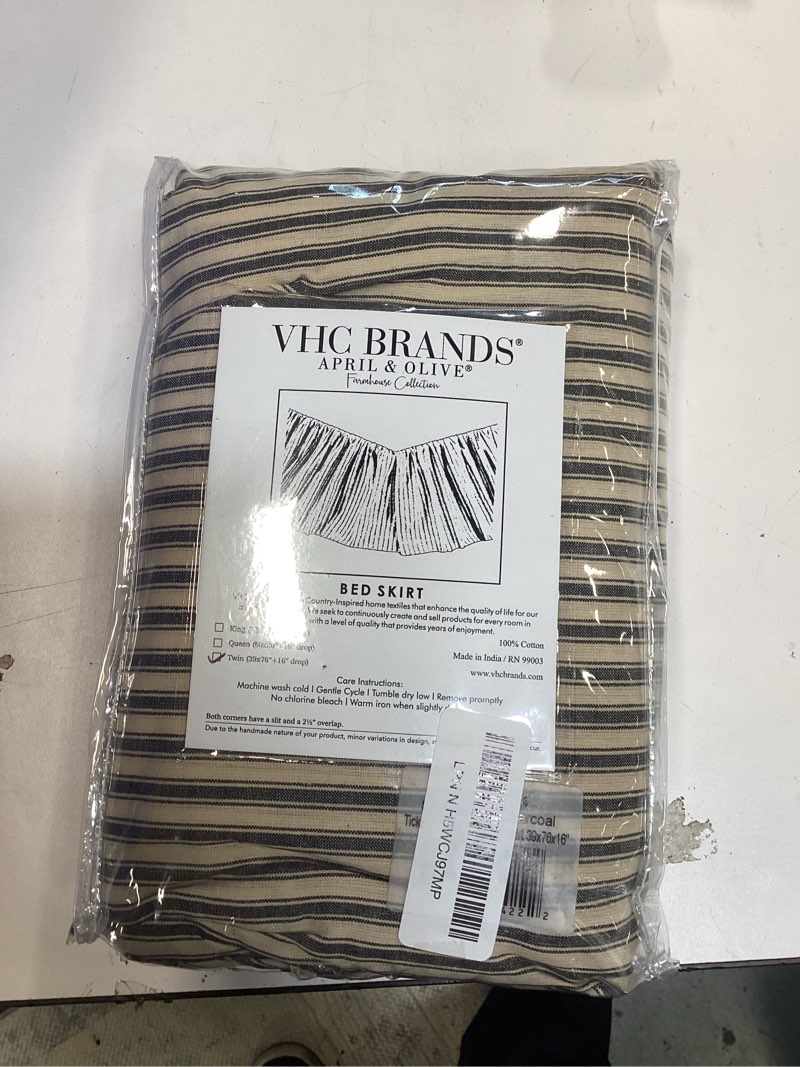 VHC BRANDS®
APRIL & OLIVE®
Farmhouse Collection
BED SKIRT
Country-Inspired home textiles that enhance the quality of life for our
We seek to continuously create and sell products for every room in
with a level of quality that provides years of enjoyment.
100% Cotton
Made in India / RN 99003
www.vhcbrands.com
King
Queen +16" drop)
Twin (39x76"+16" drop)
Care Instructions:
Machine wash cold | Gentle Cycle | Tumble dry low | Remove promptly
No chlorine bleach | Warm iron when slightly
Both corners have a slit and a 2½" overlap.
Due to the handmade nature of your product, minor variations in design,
39x76x16"